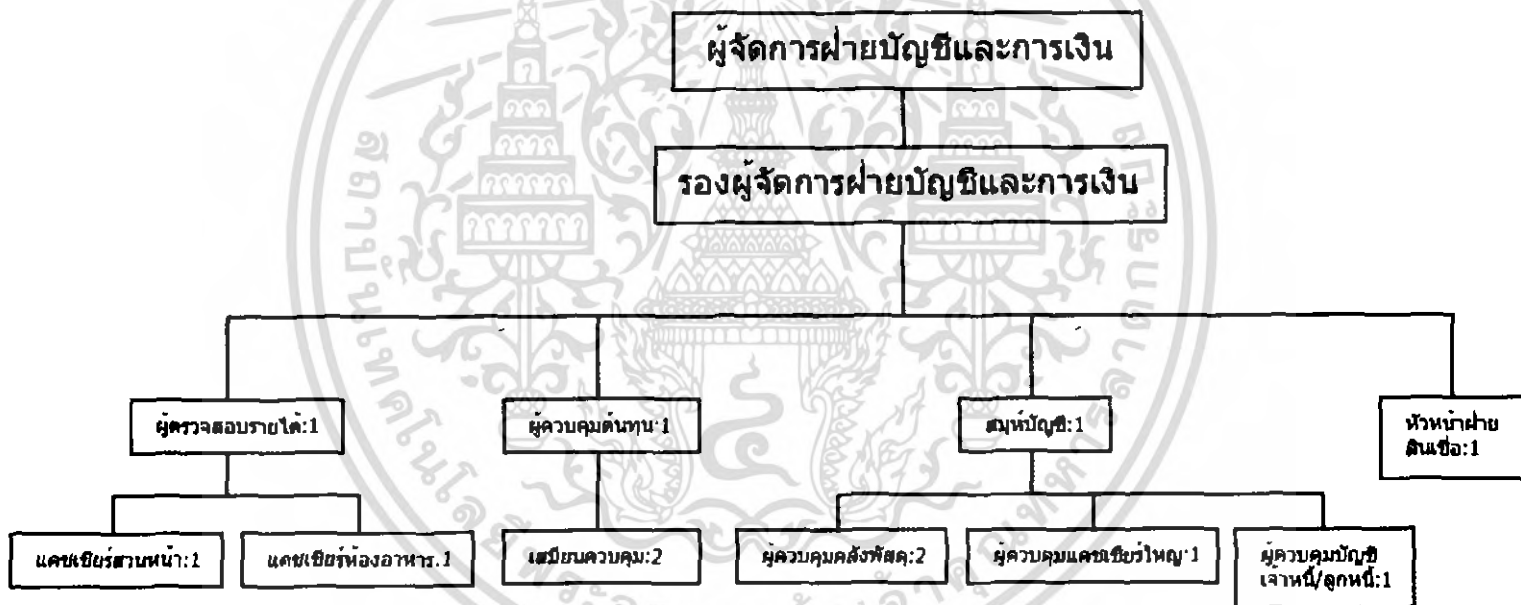 ผู้จัดการฝ่ายบัญชีและการเงิน
รองผู้จัดการฝ่ายบัญชีและการเงิน
ผู้ตรวจสอบรายได้:1
ผู้ควบคุมต้นทุน:1
สมุห์บัญชี:1
หัวหน้าฝ่าย
สินเชื่อ:1
แคชเชียร์สวนหน้า:1
แคชเชียร์ห้องอาหาร.1
เสมียนควบคุม:2
ผู้ควบคุมคลังพัสดุ:2
ผู้ควบคุมแคชเชียร์ใหญ่:1
ผู้ควบคุมบัญชี
เจ้าหนี้/ลูกหนี้:1